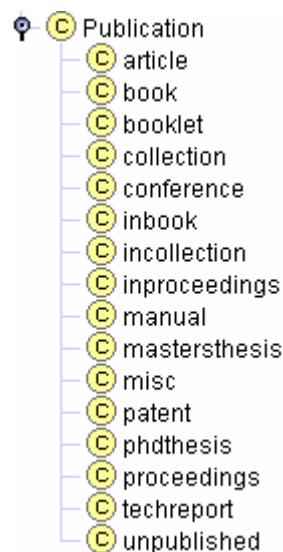 C Publication
C article
C book
C booklet
C collection
C conference
C inbook
C incollection
C inproceedings
C manual
C mastersthesis
C misc
C patent
C phdthesis
C proceedings
C techreport
C unpublished